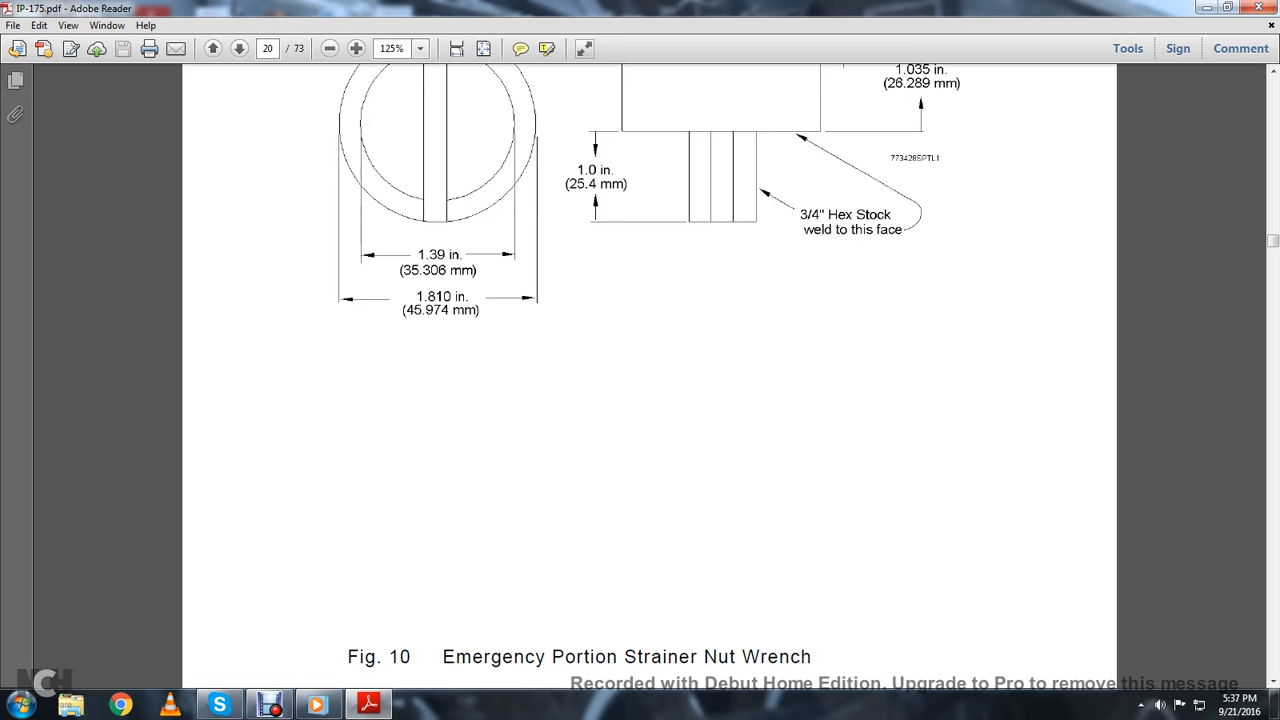 IP-175.pdf - Adobe Reader
File Edit View Window Help
20 / 73 125% Tools Sign Comment
1.035 in.
(26.289 mm)
773428SPTL1
1.0 in.
(25.4 mm)
3/4" Hex Stock
weld to this face
1.39 in.
(35.306 mm)
1.810 in.
(45.974 mm)
Fig. 10 Emergency Portion Strainer Nut Wrench
Recorded with Debut Home Edition. Upgrade to Pro to remove this message
NCH
5:37 PM
9/21/2016